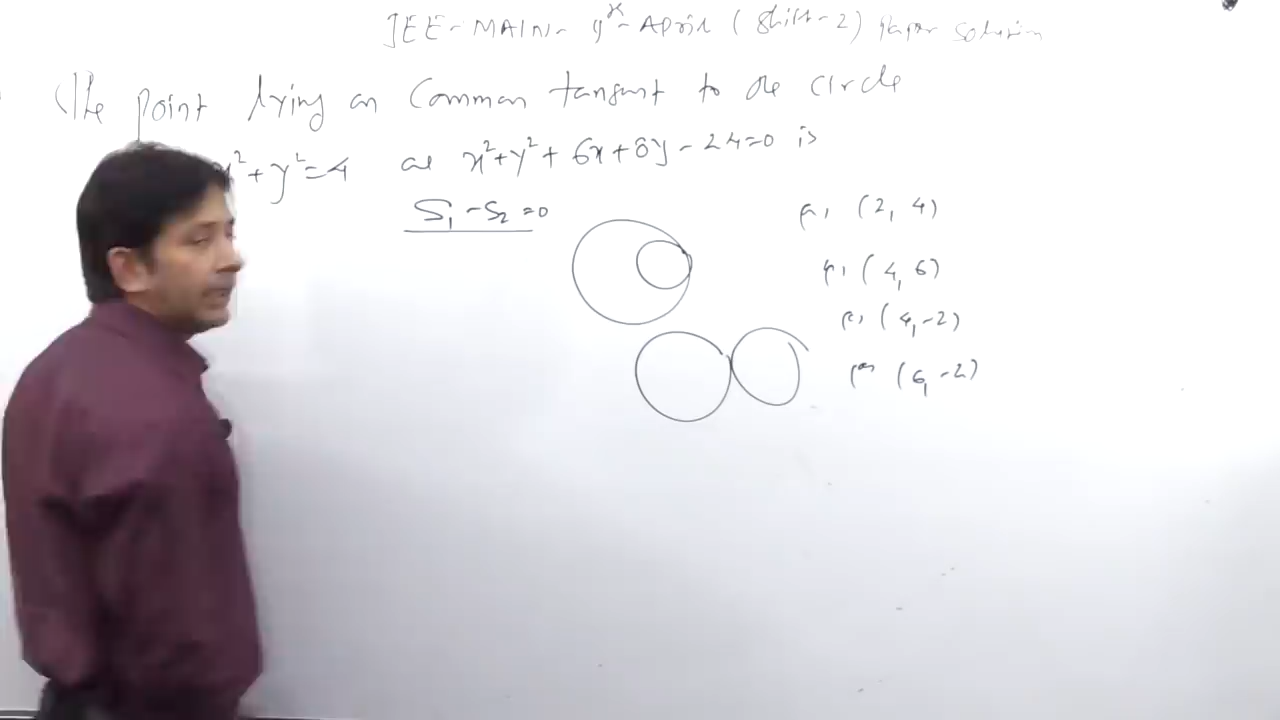 JEE-MAIN- 9th-April (Shift-2) Paper Solution
The point lying on Common tangent to the circle
x²+y²=4 and x²+y²+6x+8y-24=0 is
S₁-S₂=0
(2, 4)
(4, 6)
(4, -2)
(6, -2)